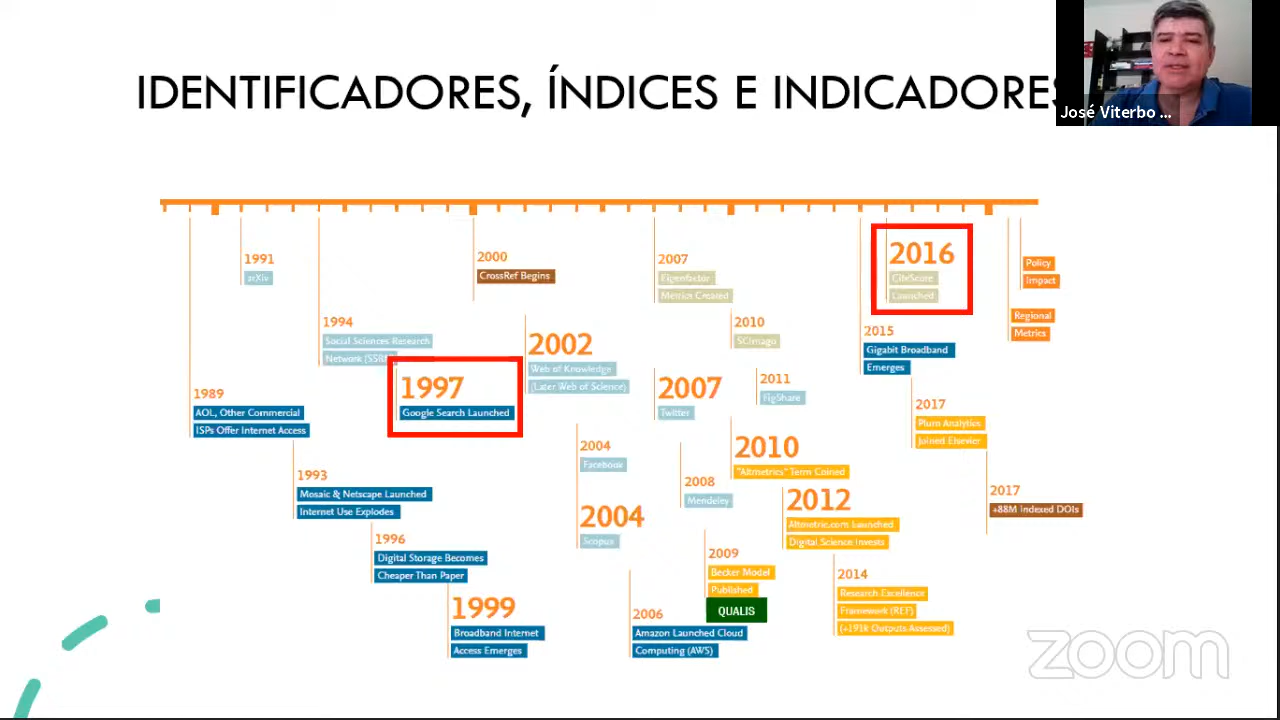 IDENTIFICADORES, ÍNDICES E INDICADORES
José Viterbo ...
1991
arXiv
1994
Social Sciences Research
Network (SSRN)
1997
Google Search Launched
1989
AOL, Other Commercial
ISPs Offer Internet Access
1993
Mosaic & Netscape Launched
Internet Use Explodes
1996
Digital Storage Becomes
Cheaper Than Paper
1999
Broadband Internet
Access Emerges
2000
CrossRef Begins
2002
Web of Knowledge
(Later Web of Science)
2004
Facebook
2004
Scopus
2006
Amazon Launched Cloud
Computing (AWS)
2007
Eigenfactor
Metrics Created
2007
Twitter
2008
Mendeley
2009
Becker Model
Published
QUALIS
2010
SCImago
2011
FigShare
2010
"Altmetrics" Term Coined
2012
Altmetric.com Launched
Digital Science Invests
2014
Research Excellence
Framework (REF)
(+191k Outputs Assessed)
2016
CiteScore
Launched
2015
Gigabit Broadband
Emerges
2017
Plum Analytics
Joined Elsevier
2017
+88M Indexed DOIs
Policy
Impact
Regional
Metrics
zoom